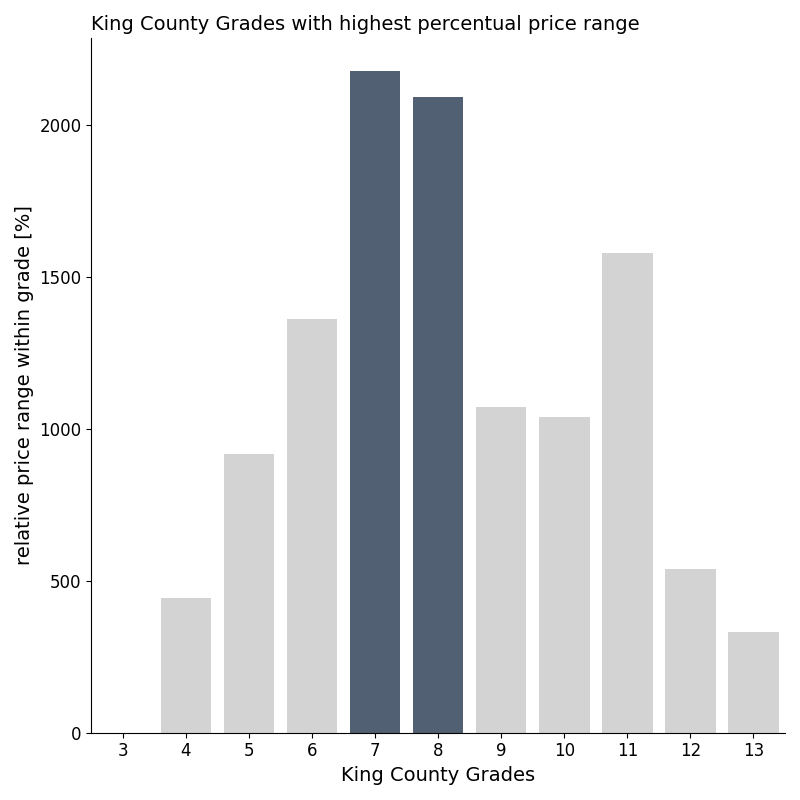 King County Grades with highest percentual price range
relative price range within grade [%]
2000
1500
1000
500
0
3 4 5 6 7 8 9 10 11 12 13
King County Grades